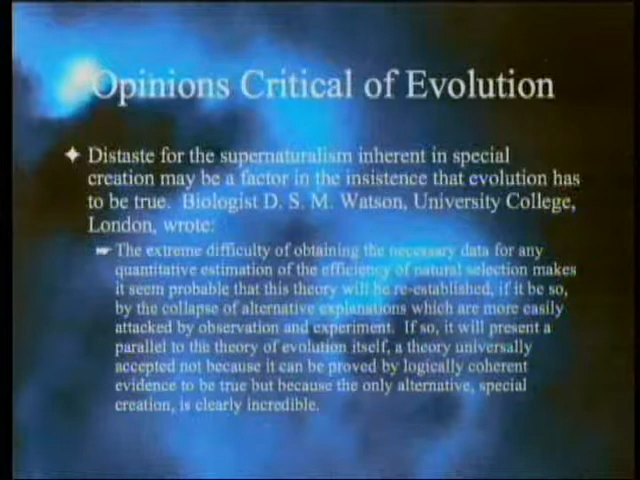 Opinions Critical of Evolution
Distaste for the supernaturalism inherent in special
creation may be a factor in the insistence that evolution has
to be true. Biologist D. S. M. Watson, University College,
London, wrote:
The extreme difficulty of obtaining the necessary data for any
quantitative estimation of the efficiency of natural selection makes
it seem probable that this theory will be re-established, if it be so,
by the collapse of alternative explanations which are more easily
attacked by observation and experiment. If so, it will present a
parallel to the theory of evolution itself, a theory universally
accepted not because it can be proved by logically coherent
evidence to be true but because the only alternative, special
creation, is clearly incredible.